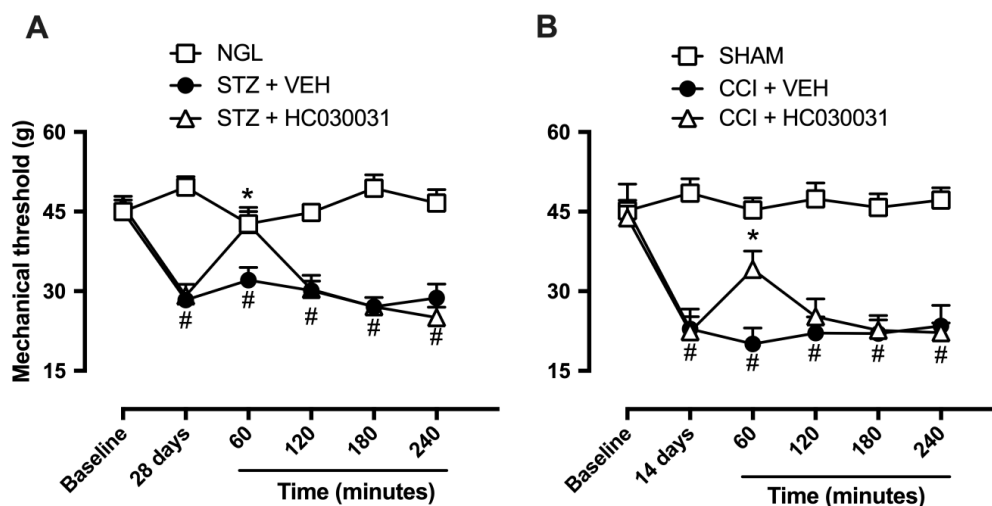 A
NGL
STZ + VEH
STZ + HC030031
Mechanical threshold (g)
60
45
30
15
*
#
#
#
#
#
Baseline
28 days
60
120
180
240
Time (minutes)
B
SHAM
CCI + VEH
CCI + HC030031
60
45
30
15
*
#
#
#
#
#
Baseline
14 days
60
120
180
240
Time (minutes)